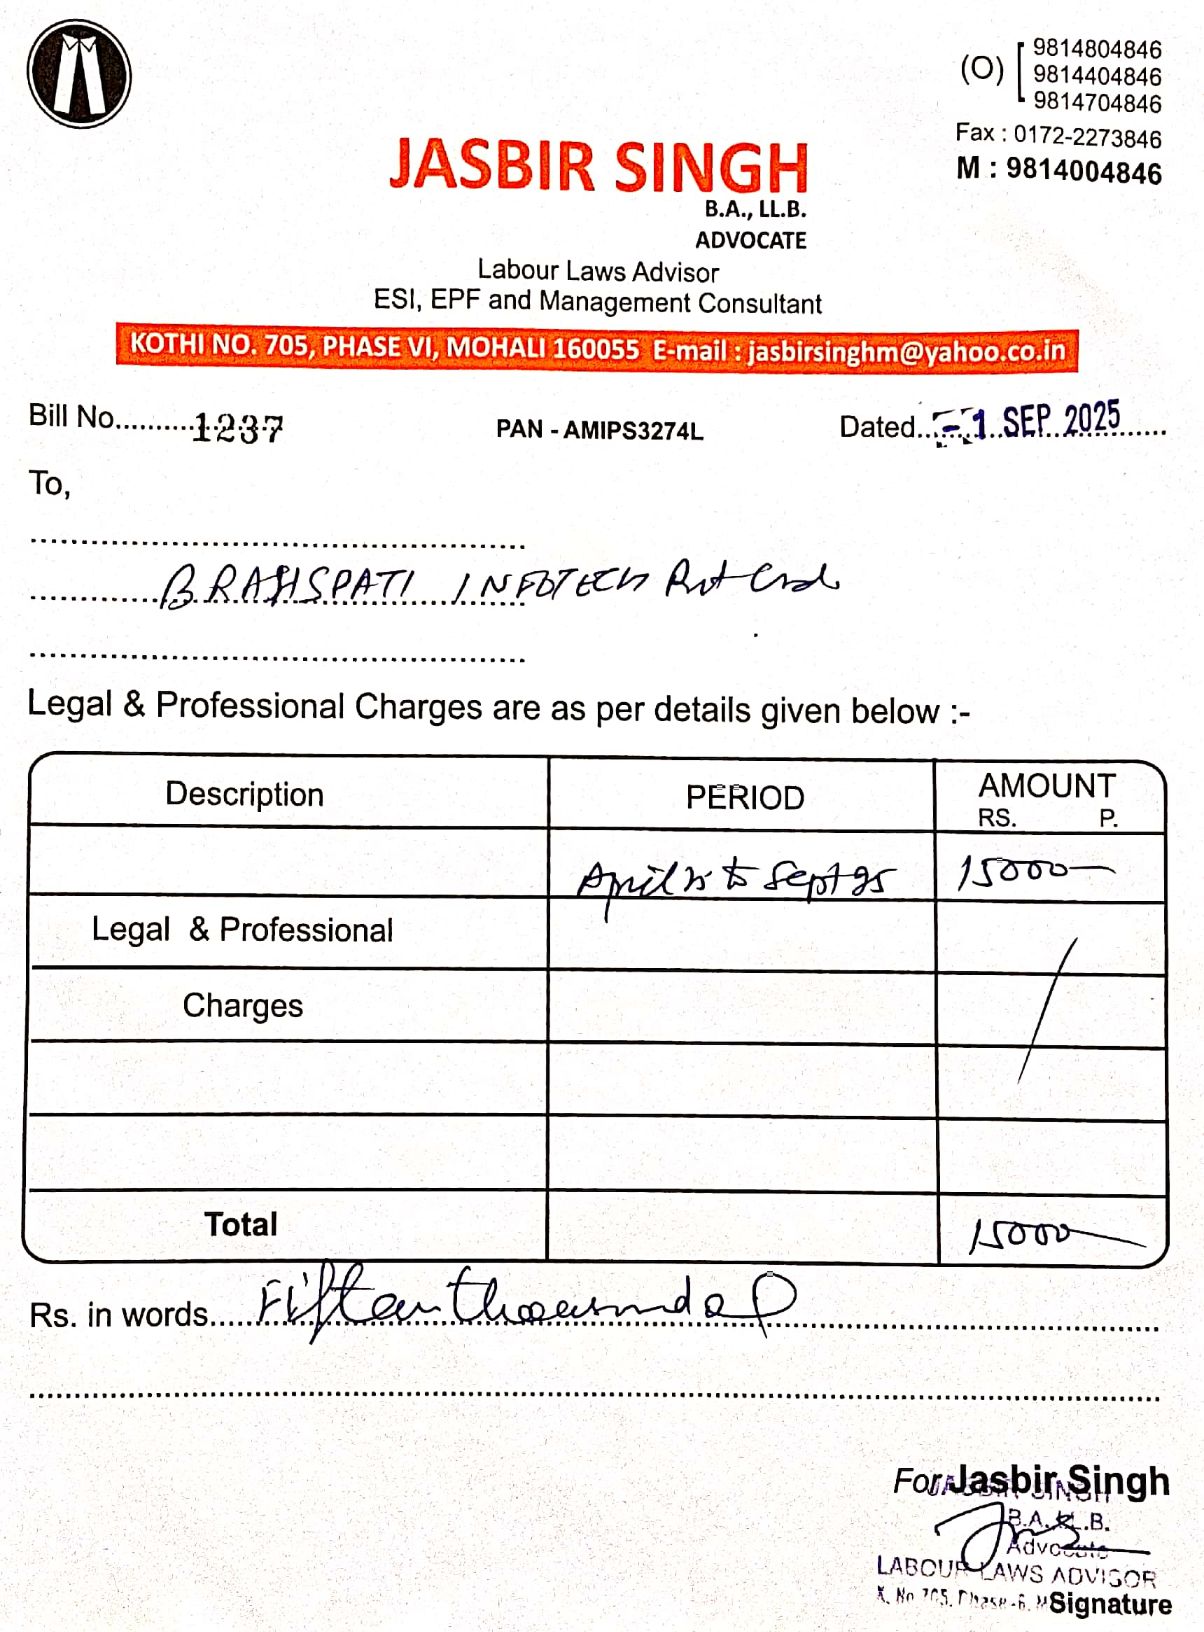 (O) 9814804846
9814404846
9814704846
Fax : 0172-2273846
M : 9814004846
JASBIR SINGH
B.A., LL.B.
ADVOCATE
Labour Laws Advisor
ESI, EPF and Management Consultant
KOTHI NO. 705, PHASE VI, MOHALI 160055 E-mail : jasbirsinghm@yahoo.co.in
Bill No..........1237 PAN - AMIPS3274L Dated.....-1 SEP 2025......
To,
BRAHSPATI INFOTECH Pvt
Legal & Professional Charges are as per details given below :-
Description PERIOD AMOUNT
RS. P.
April 25 to Sept 25 15000—
Legal & Professional
Charges
Total 15000—
Rs. in words..... Fifteen thousand
For Jasbir Singh
JASBIR SINGH
B.A. LL.B.
Advocate
LABOUR LAWS ADVISOR
K. No 705, Phase-6,
Signature